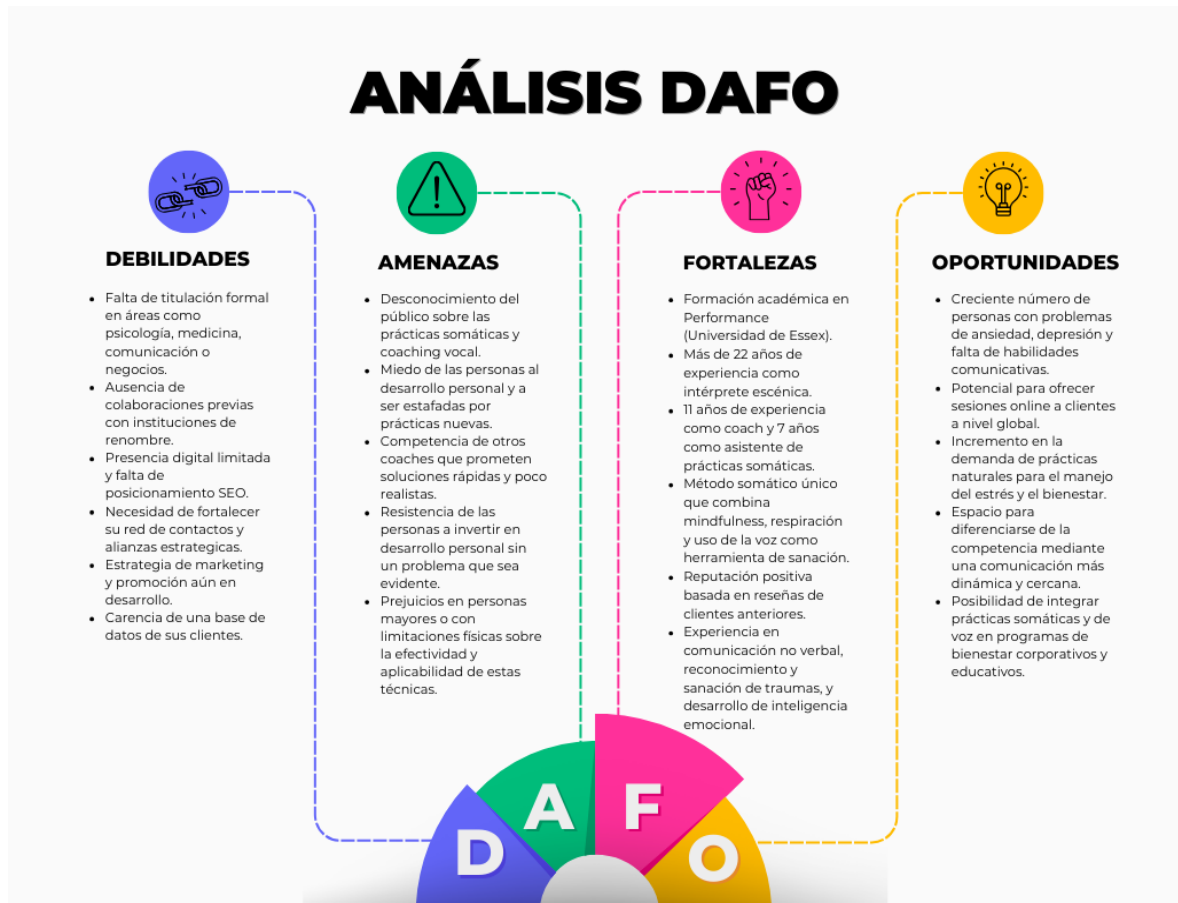 ANÁLISIS DAFO
DEBILIDADES
• Falta de titulación formal
en áreas como
psicología, medicina,
comunicación o
negocios.
• Ausencia de
colaboraciones previas
con instituciones de
renombre.
• Presencia digital limitada
y falta de
posicionamiento SEO.
• Necesidad de fortalecer
su red de contactos y
alianzas estrategicas.
• Estrategia de marketing
y promoción aún en
desarrollo.
• Carencia de una base de
datos de sus clientes.
AMENAZAS
• Desconocimiento del
público sobre las
prácticas somáticas y
coaching vocal.
• Miedo de las personas al
desarrollo personal y a
ser estafadas por
prácticas nuevas.
• Competencia de otros
coaches que prometen
soluciones rápidas y poco
realistas.
• Resistencia de las
personas a invertir en
desarrollo personal sin
un problema que sea
evidente.
• Prejuicios en personas
mayores o con
limitaciones físicas sobre
la efectividad y
aplicabilidad de estas
técnicas.
FORTALEZAS
• Formación académica en
Performance
(Universidad de Essex).
• Más de 22 años de
experiencia como
intérprete escénica.
• 11 años de experiencia
como coach y 7 años
como asistente de
prácticas somáticas.
• Método somático único
que combina
mindfulness, respiración
y uso de la voz como
herramienta de sanación.
• Reputación positiva
basada en reseñas de
clientes anteriores.
• Experiencia en
comunicación no verbal,
reconocimiento y
sanación de traumas, y
desarrollo de inteligencia
emocional.
OPORTUNIDADES
• Creciente número de
personas con problemas
de ansiedad, depresión y
falta de habilidades
comunicativas.
• Potencial para ofrecer
sesiones online a clientes
a nivel global.
• Incremento en la
demanda de prácticas
naturales para el manejo
del estrés y el bienestar.
• Espacio para
diferenciarse de la
competencia mediante
una comunicación más
dinámica y cercana.
• Posibilidad de integrar
prácticas somáticas y de
voz en programas de
bienestar corporativos y
educativos.
D
A
F
O